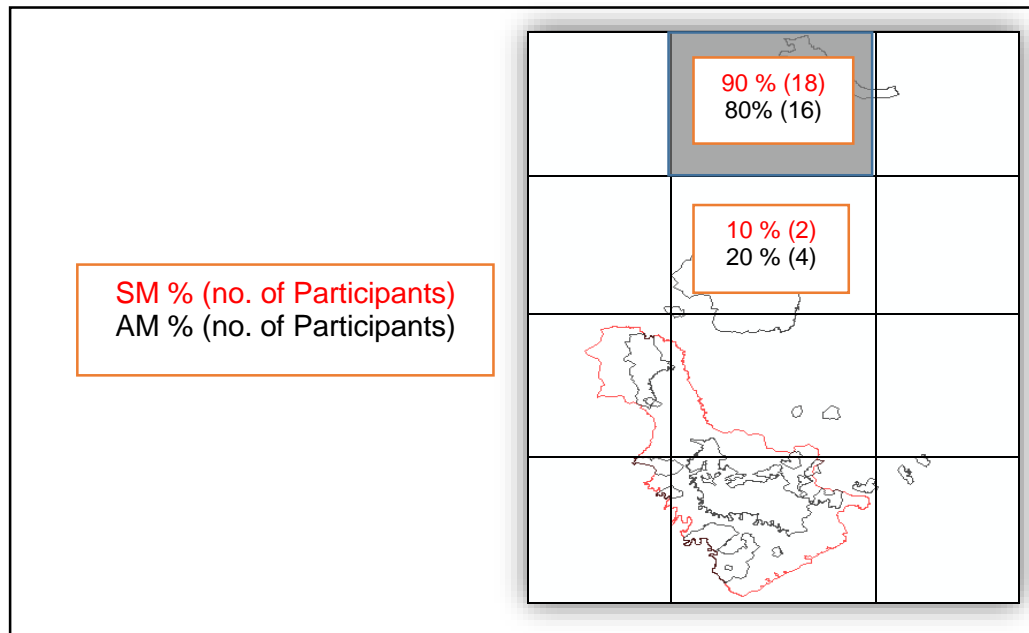 90 % (18)
80% (16)
10 % (2)
20 % (4)
SM % (no. of Participants)
AM % (no. of Participants)